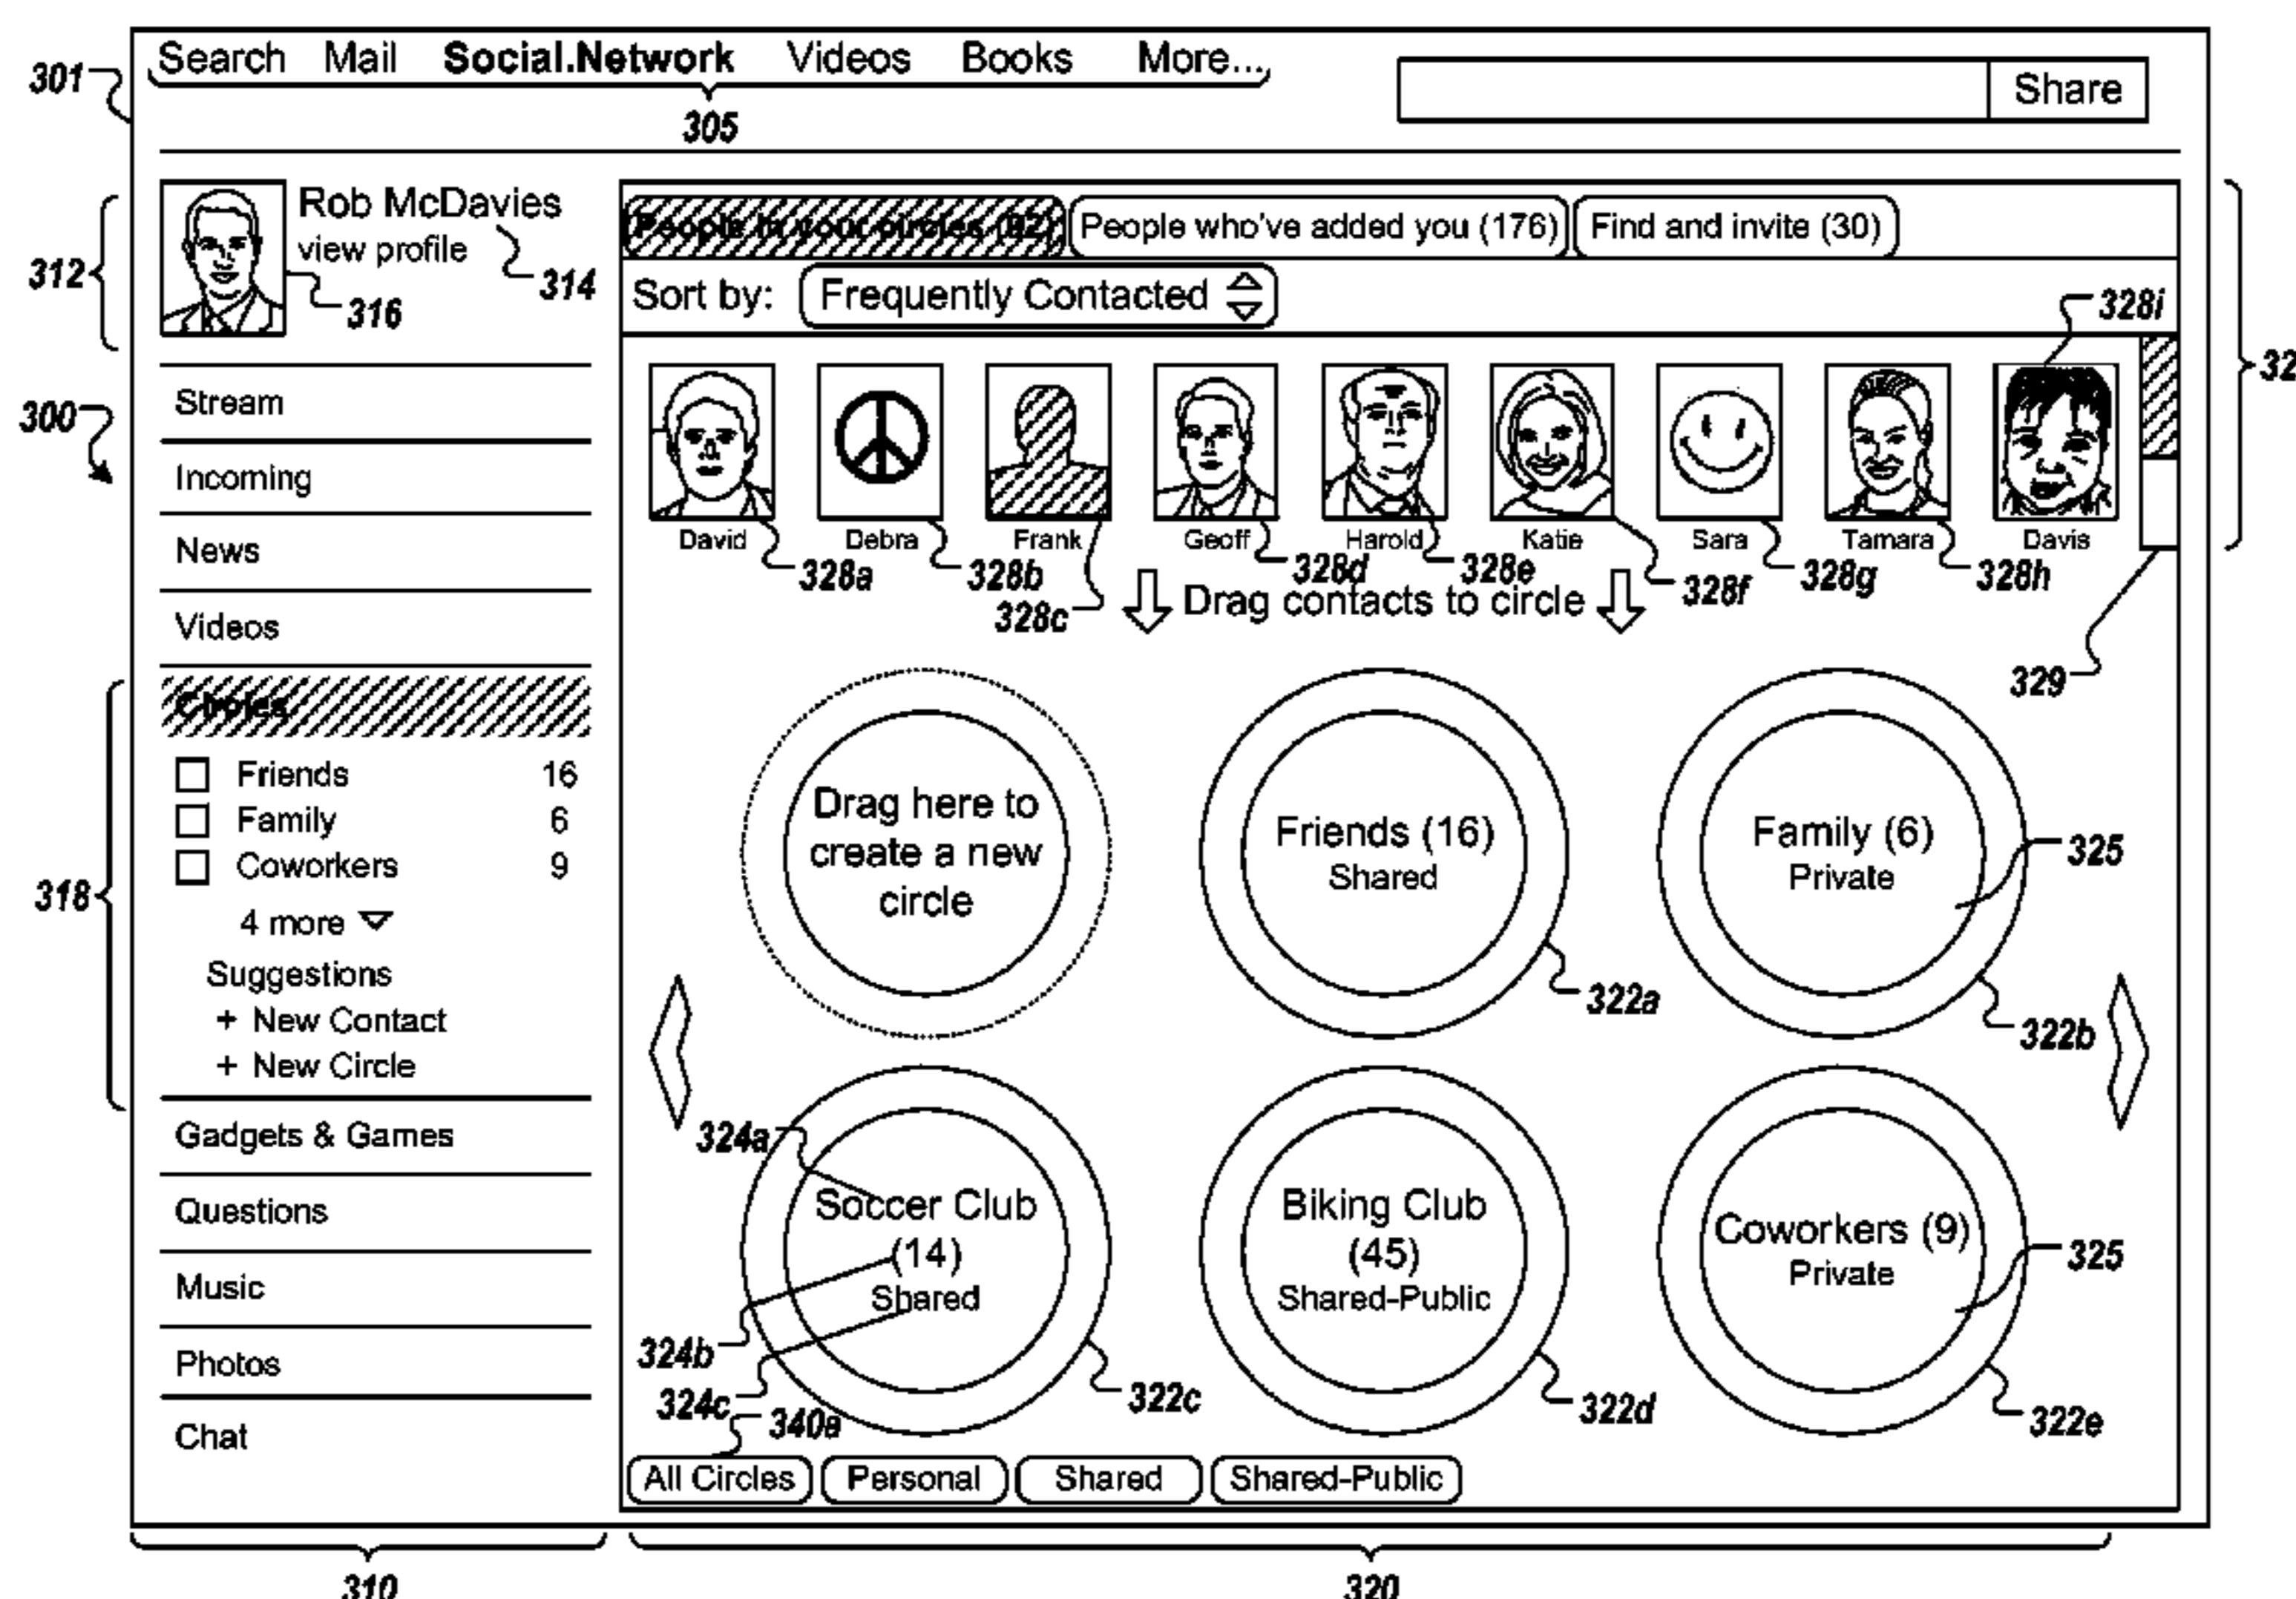 Search Mail Social.Network Videos Books More...
Share
301
305
Rob McDavies
view profile
312
314
316
300
Stream
Incoming
News
Videos
Circles
Friends 16
Family 6
Coworkers 9
4 more
318
Suggestions
+ New Contact
+ New Circle
Gadgets & Games
Questions
Music
Photos
Chat
310
People in your circles (92) People who've added you (176) Find and invite (30)
Sort by: Frequently Contacted
328i
32
David Debra Frank Geoff Harold Katie Sara Tamara Davis
328a 328b 328c 328d 328e 328f 328g 328h
Drag contacts to circle
329
Drag here to
create a new
circle
Friends (16)
Shared
322a
Family (6)
Private
325
322b
324a
Soccer Club
(14)
Shared
324b
324c
322c
Biking Club
(45)
Shared-Public
322d
Coworkers (9)
Private
325
322e
340a
All Circles Personal Shared Shared-Public
320